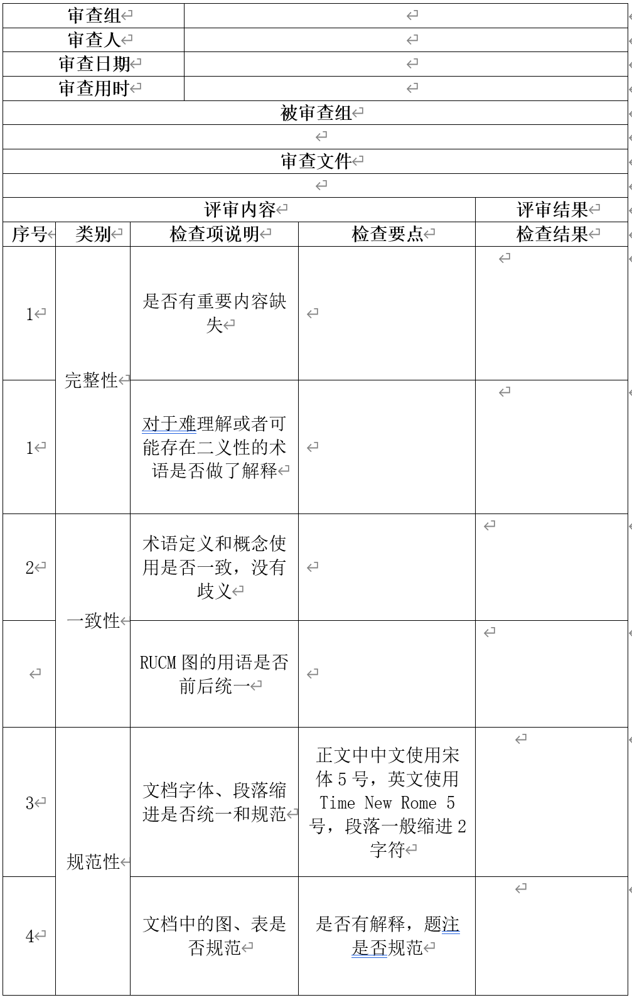 审查组
审查人
审查日期
审查用时
被审查组
审查文件
评审内容 评审结果
序号 类别 检查项说明 检查要点 检查结果
1
完整性
是否有重要内容缺
失
1
对于难理解或者可
能存在二义性的术
语是否做了解释
2
一致性
术语定义和概念使
用是否一致，没有
歧义
RUCM 图的用语是否
前后统一
3
规范性
文档字体、段落缩
进是否统一和规范
正文中中文使用宋
体 5 号，英文使用
Time New Rome 5
号，段落一般缩进 2
字符
4
文档中的图、表是
否规范
是否有解释，题注
是否规范